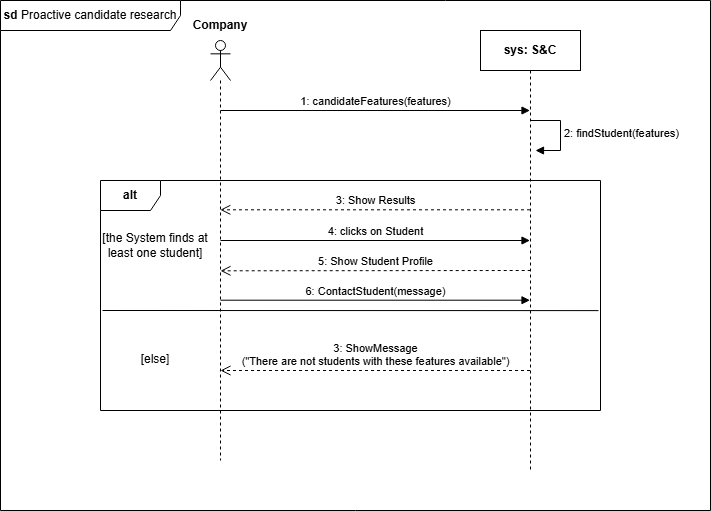 sd Proactive candidate research
Company
sys: S&C
1: candidateFeatures(features)
2: findStudent(features)
alt
3: Show Results
[the System finds at
least one student]
4: clicks on Student
5: Show Student Profile
6: ContactStudent(message)
[else]
3: ShowMessage
("There are not students with these features available")